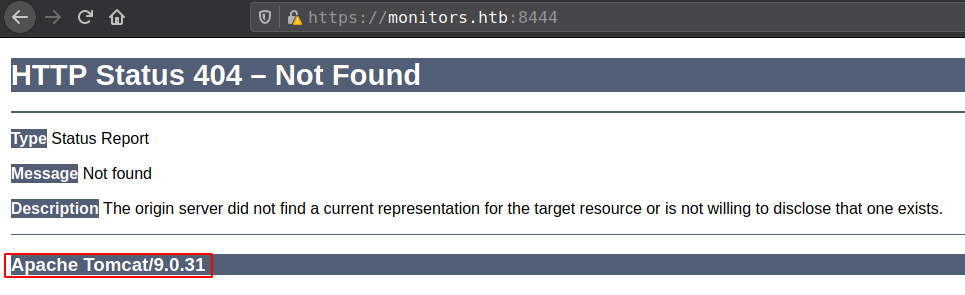 https://monitors.htb:8444
HTTP Status 404 – Not Found
Type Status Report
Message Not found
Description The origin server did not find a current representation for the target resource or is not willing to disclose that one exists.
Apache Tomcat/9.0.31